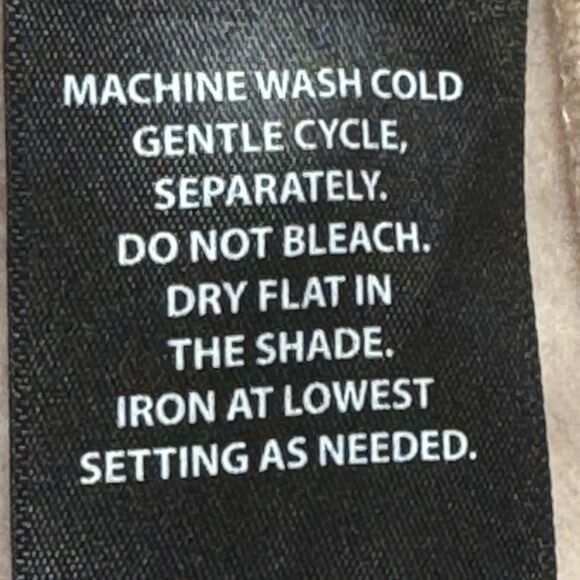 MACHINE WASH COLD
GENTLE CYCLE,
SEPARATELY.
DO NOT BLEACH.
DRY FLAT IN
THE SHADE.
IRON AT LOWEST
SETTING AS NEEDED.